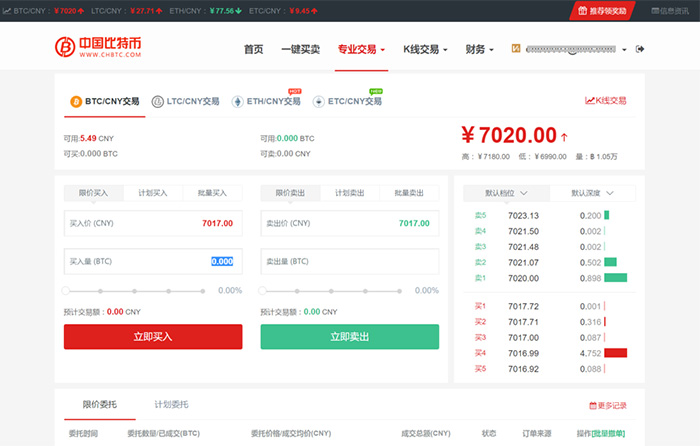 BTC/CNY： ￥7020↑ LTC/CNY： ￥27.71↑ ETH/CNY： ￥77.56↓ ETC/CNY： ￥9.45↑ 推荐领奖励 信息资讯
中国比特币
WWW.CHBTC.COM
首页 一键买卖 专业交易 K线交易 财务
BTC/CNY交易 LTC/CNY交易 ETH/CNY交易 HOT ETC/CNY交易 NEW K线交易
可用:5.49 CNY 可用:0.000 BTC
可买:0.000 BTC 可卖:0.00 CNY
￥7020.00↑
高：￥7180.00 低：￥6990.00 量：฿ 1.05万
限价买入 计划买入 批量买入 限价卖出 计划卖出 批量卖出 默认档位 默认深度
买入价 (CNY) 7017.00 卖出价 (CNY) 7017.00
买入量 (BTC) 0.000 卖出量 (BTC)
0.00% 0.00%
预计交易额： 0.00 CNY 预计交易额： 0.00 CNY
立即买入 立即卖出
卖5 7023.13 0.200
卖4 7021.50 0.002
卖3 7021.48 0.002
卖2 7021.07 0.502
卖1 7020.00 0.898
买1 7017.72 0.001
买2 7017.71 0.316
买3 7017.00 0.087
买4 7016.99 4.752
买5 7016.92 0.088
限价委托 计划委托 更多记录
委托时间 委托数量/已成交(BTC) 委托价格/成交均价(CNY) 成交总额(CNY) 状态 订单来源 操作[批量撤单]